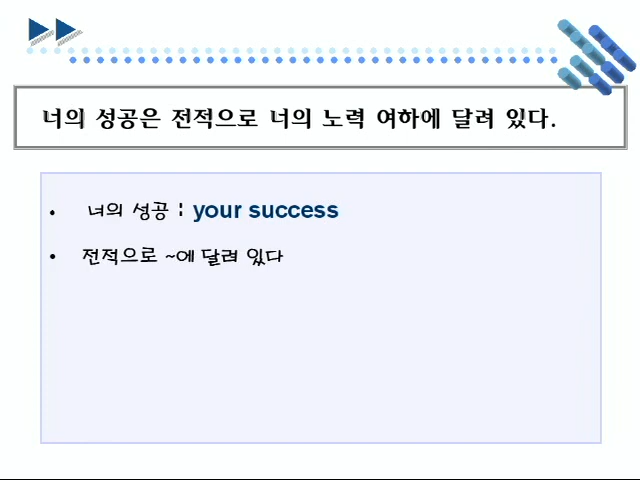 너의 성공은 전적으로 너의 노력 여하에 달려 있다.
• 너의 성공 : your success
• 전적으로 ~에 달려 있다